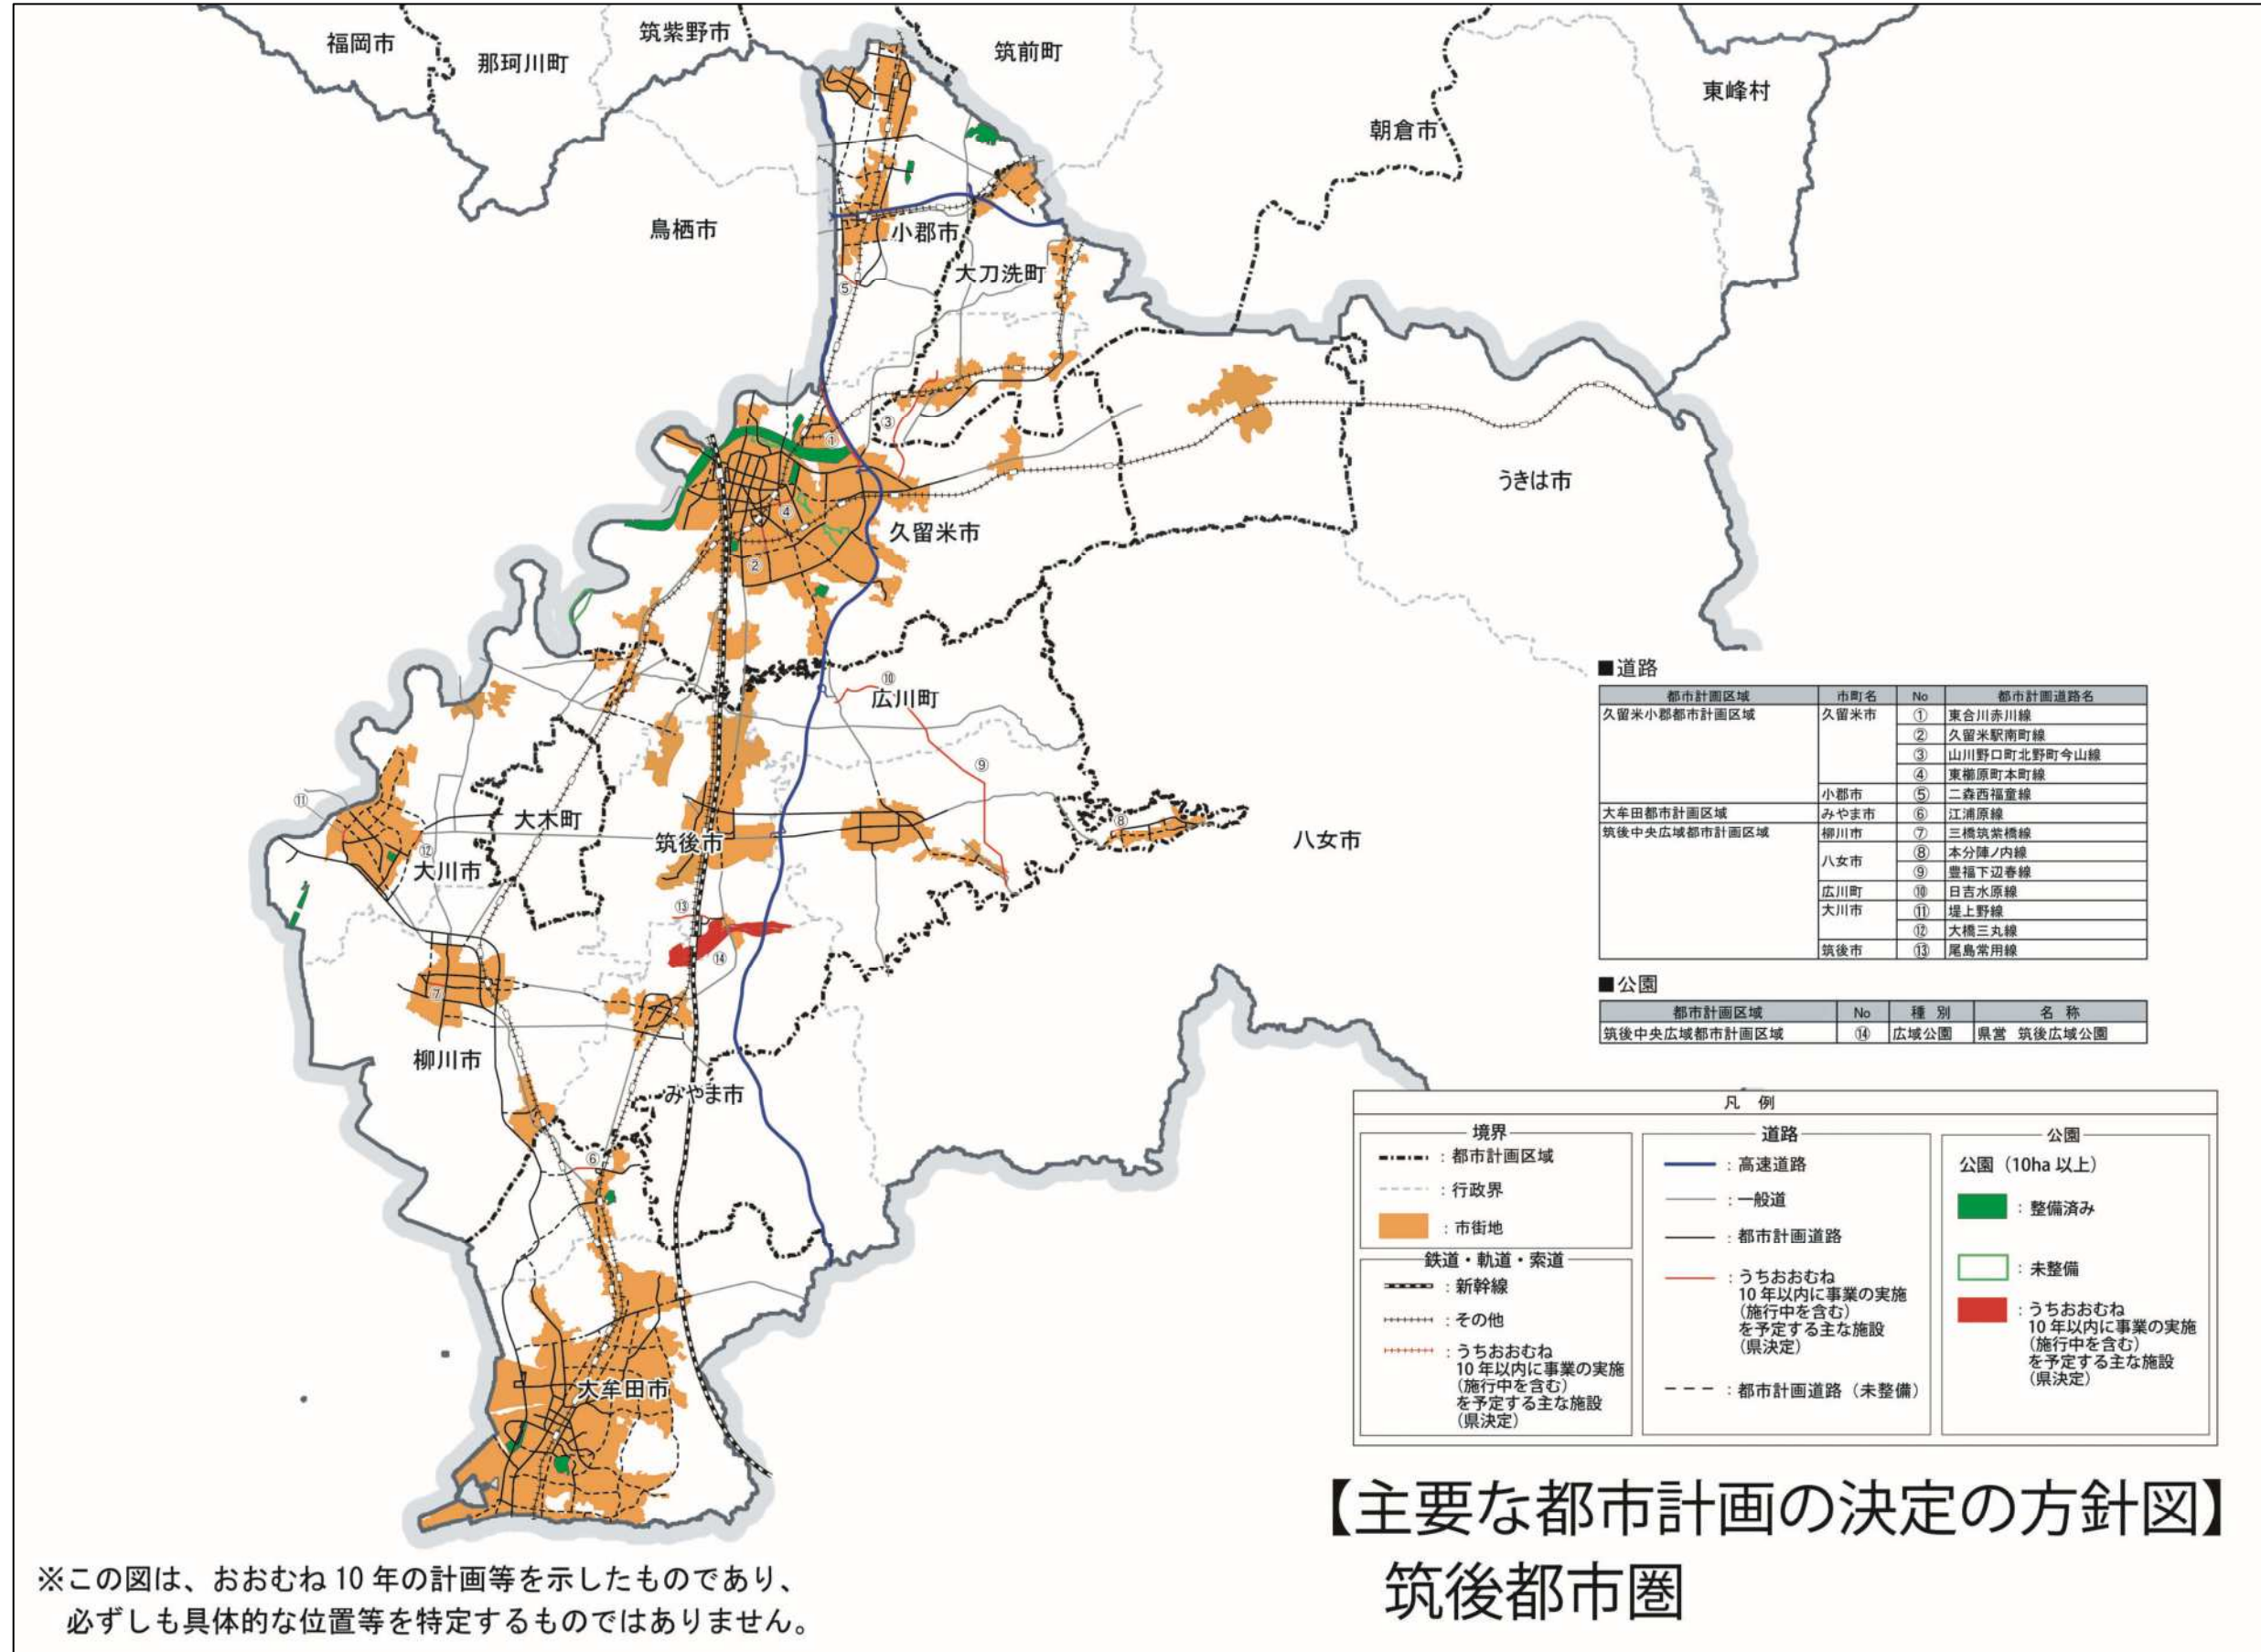 福岡市
那珂川町
筑紫野市
筑前町
東峰村
朝倉市
鳥栖市
小郡市
大刀洗町
⑤
③
①
うきは市
④
久留米市
②
⑩
広川町
⑨
⑪
大木町
⑧
筑後市
八女市
⑫
大川市
⑬
⑭
⑦
柳川市
みやま市
⑥
大牟田市
■道路
都市計画区域 市町名 No 都市計画道路名
久留米小郡都市計画区域 久留米市 ① 東合川赤川線
② 久留米駅南町線
③ 山川野口町北野町今山線
④ 東櫛原町本町線
小郡市 ⑤ 二森西福童線
大牟田都市計画区域 みやま市 ⑥ 江浦原線
筑後中央広域都市計画区域 柳川市 ⑦ 三橋筑紫橋線
八女市 ⑧ 本分陣ノ内線
⑨ 豊福下辺春線
広川町 ⑩ 日吉水原線
大川市 ⑪ 堤上野線
⑫ 大橋三丸線
筑後市 ⑬ 尾島常用線
■公園
都市計画区域 No 種別 名称
筑後中央広域都市計画区域 ⑭ 広域公園 県営 筑後広域公園
凡例
境界
：都市計画区域
：行政界
：市街地
鉄道・軌道・索道
：新幹線
：その他
：うちおおむね
10年以内に事業の実施
(施行中を含む)
を予定する主な施設
(県決定)
道路
：高速道路
：一般道
：都市計画道路
：うちおおむね
10年以内に事業の実施
(施行中を含む)
を予定する主な施設
(県決定)
：都市計画道路（未整備）
公園
公園（10ha以上）
：整備済み
：未整備
：うちおおむね
10年以内に事業の実施
(施行中を含む)
を予定する主な施設
(県決定)
【主要な都市計画の決定の方針図】
筑後都市圏
※この図は、おおむね10年の計画等を示したものであり、
必ずしも具体的な位置等を特定するものではありません。